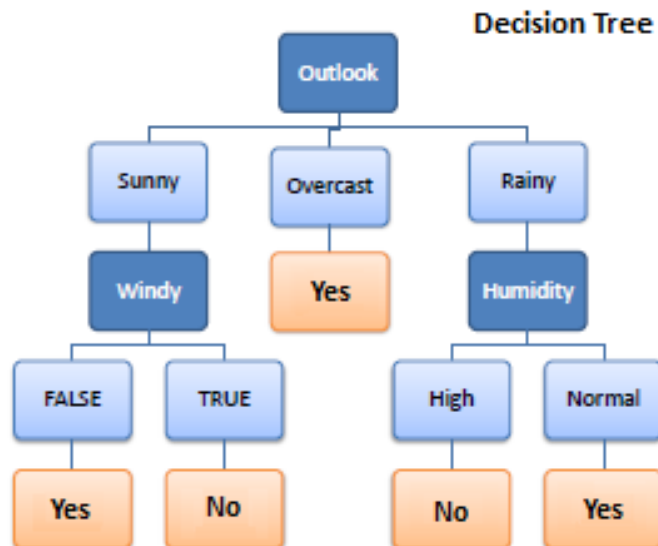 Decision Tree
Outlook
Sunny
Overcast
Rainy
Windy
Yes
Humidity
FALSE
TRUE
High
Normal
Yes
No
No
Yes